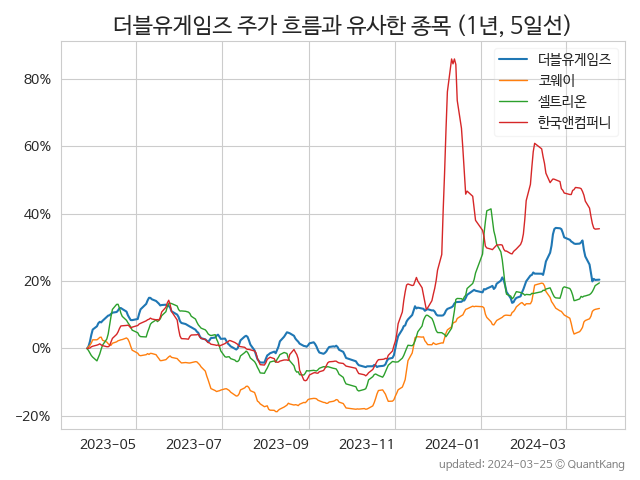 더블유게임즈 주가 흐름과 유사한 종목 (1년, 5일선)
더블유게임즈
코웨이
셀트리온
한국앤컴퍼니
80%
60%
40%
20%
0%
−20%
2023-05 2023-07 2023-09 2023-11 2024-01 2024-03
updated: 2024-03-25 © QuantKang